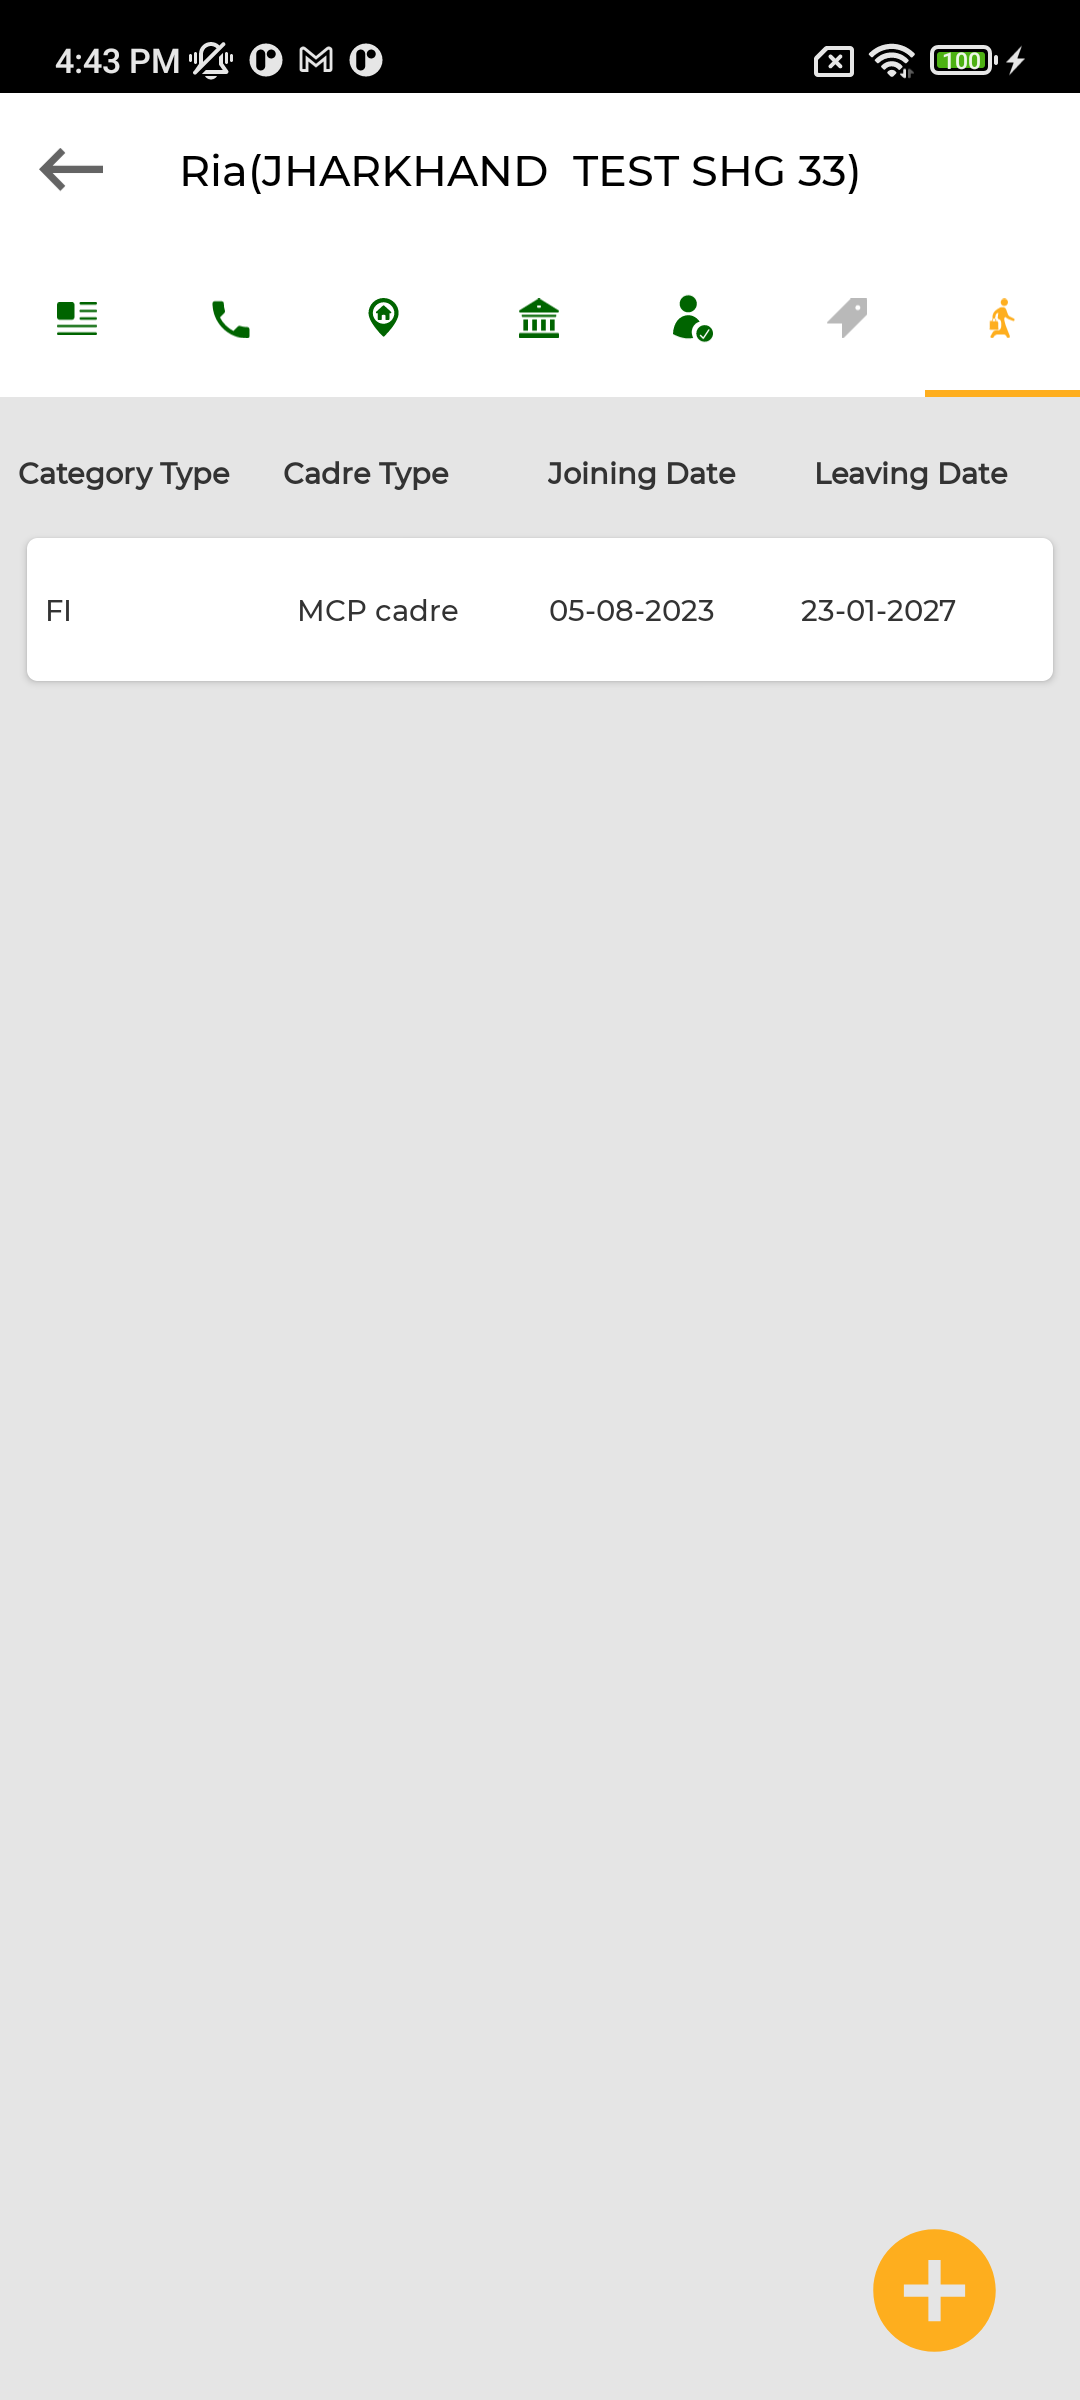 4:43 PM 100
Ria(JHARKHAND  TEST SHG 33)
Category Type Cadre Type Joining Date Leaving Date
FI MCP cadre 05-08-2023 23-01-2027